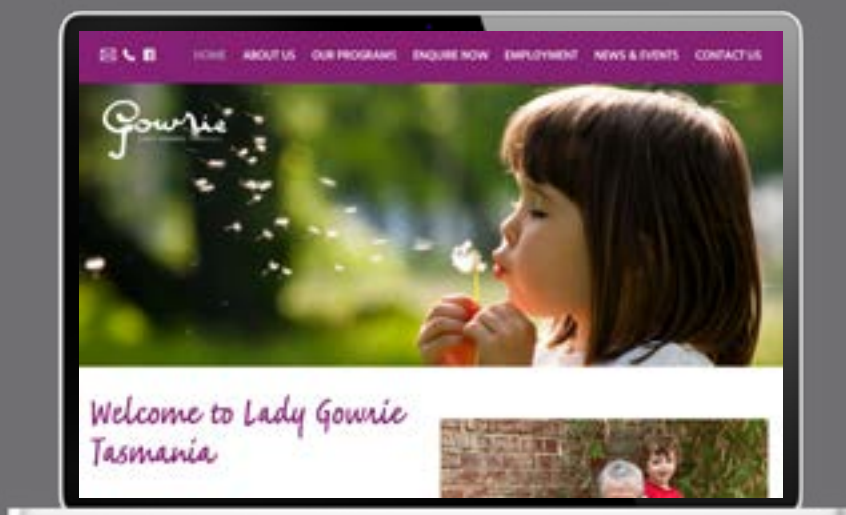 HOME ABOUT US OUR PROGRAMS ENQUIRE NOW EMPLOYMENT NEWS & EVENTS CONTACT US
Gowrie
Welcome to Lady Gowrie
Tasmania